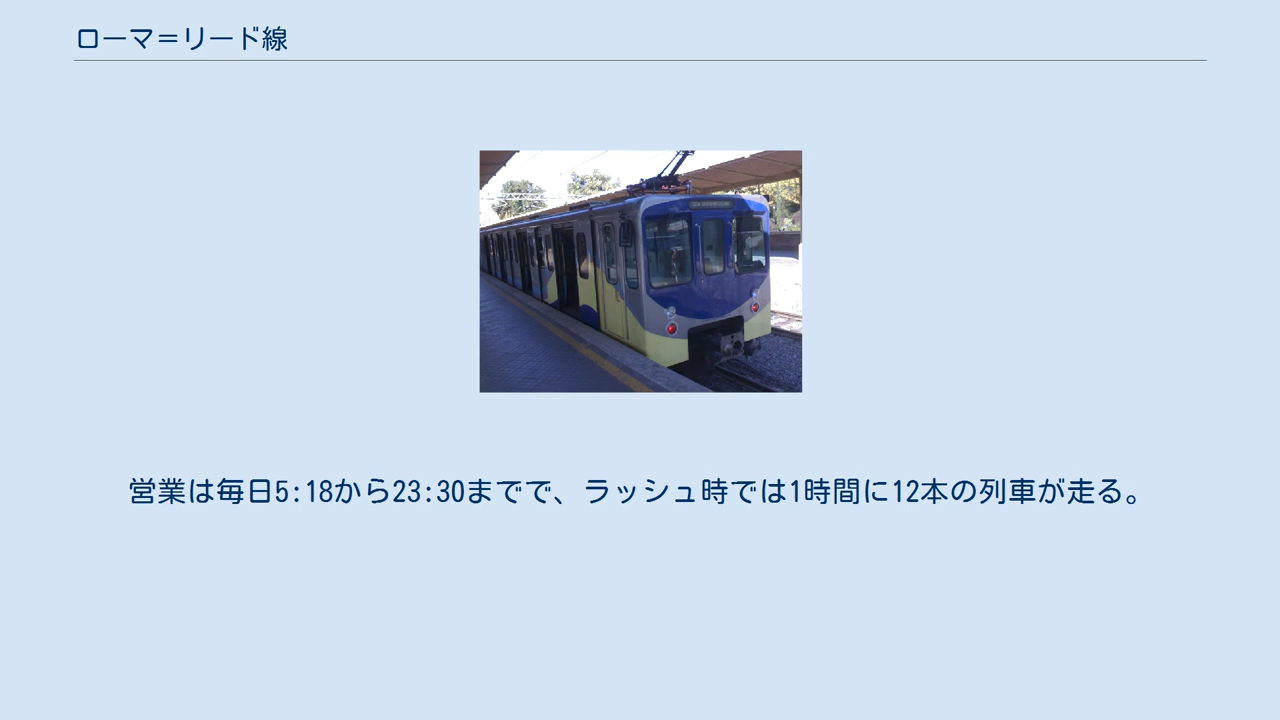 ローマ＝リード線
営業は毎日5:18から23:30までで、ラッシュ時では1時間に12本の列車が走る。